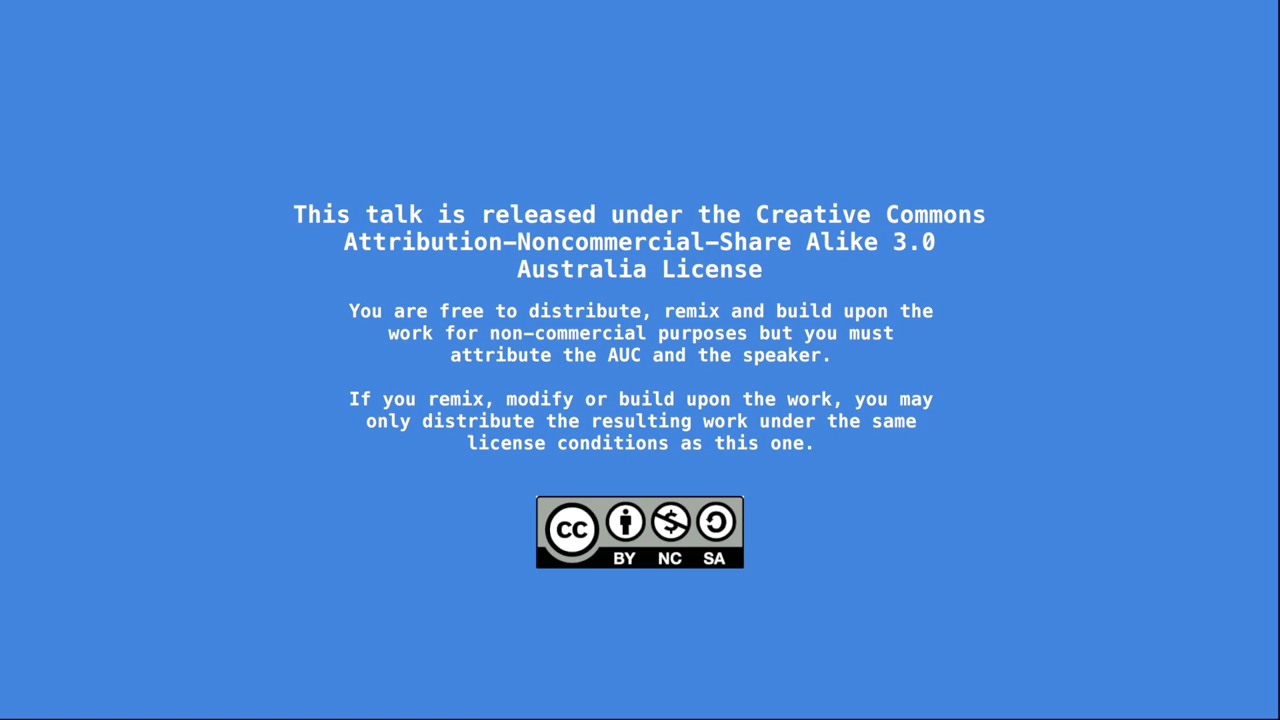 This talk is released under the Creative Commons
Attribution–Noncommercial–Share Alike 3.0
Australia License
You are free to distribute, remix and build upon the
work for non–commercial purposes but you must
attribute the AUC and the speaker.
If you remix, modify or build upon the work, you may
only distribute the resulting work under the same
license conditions as this one.
CC
BY NC SA